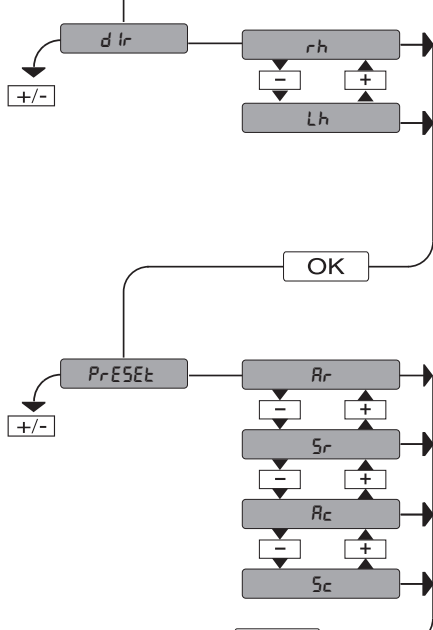 dIr
rh
+/-
-
+
Lh
OK
PrESEt
Ar
+/-
-
+
Sr
-
+
Ac
-
+
Sc